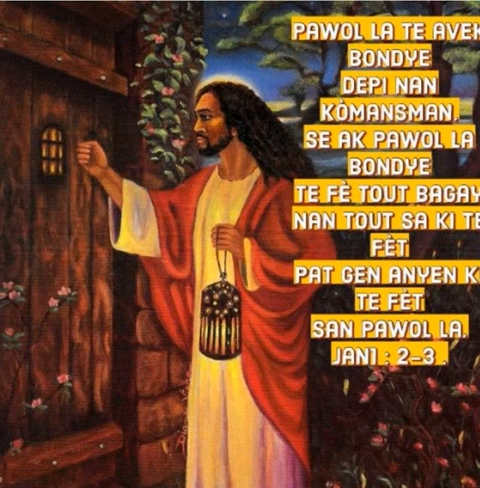 PAWOL LA TE AVEK
BONDYE
DEPI NAN
KÒMANSMAN,
SE AK PAWOL LA
BONDYE
TE FÈ TOUT BAGAY
NAN TOUT SA KI TE
FÈT
PAT GEN ANYEN K
TE FÈT
SAN PAWOL LA.
JAN1 : 2-3 .